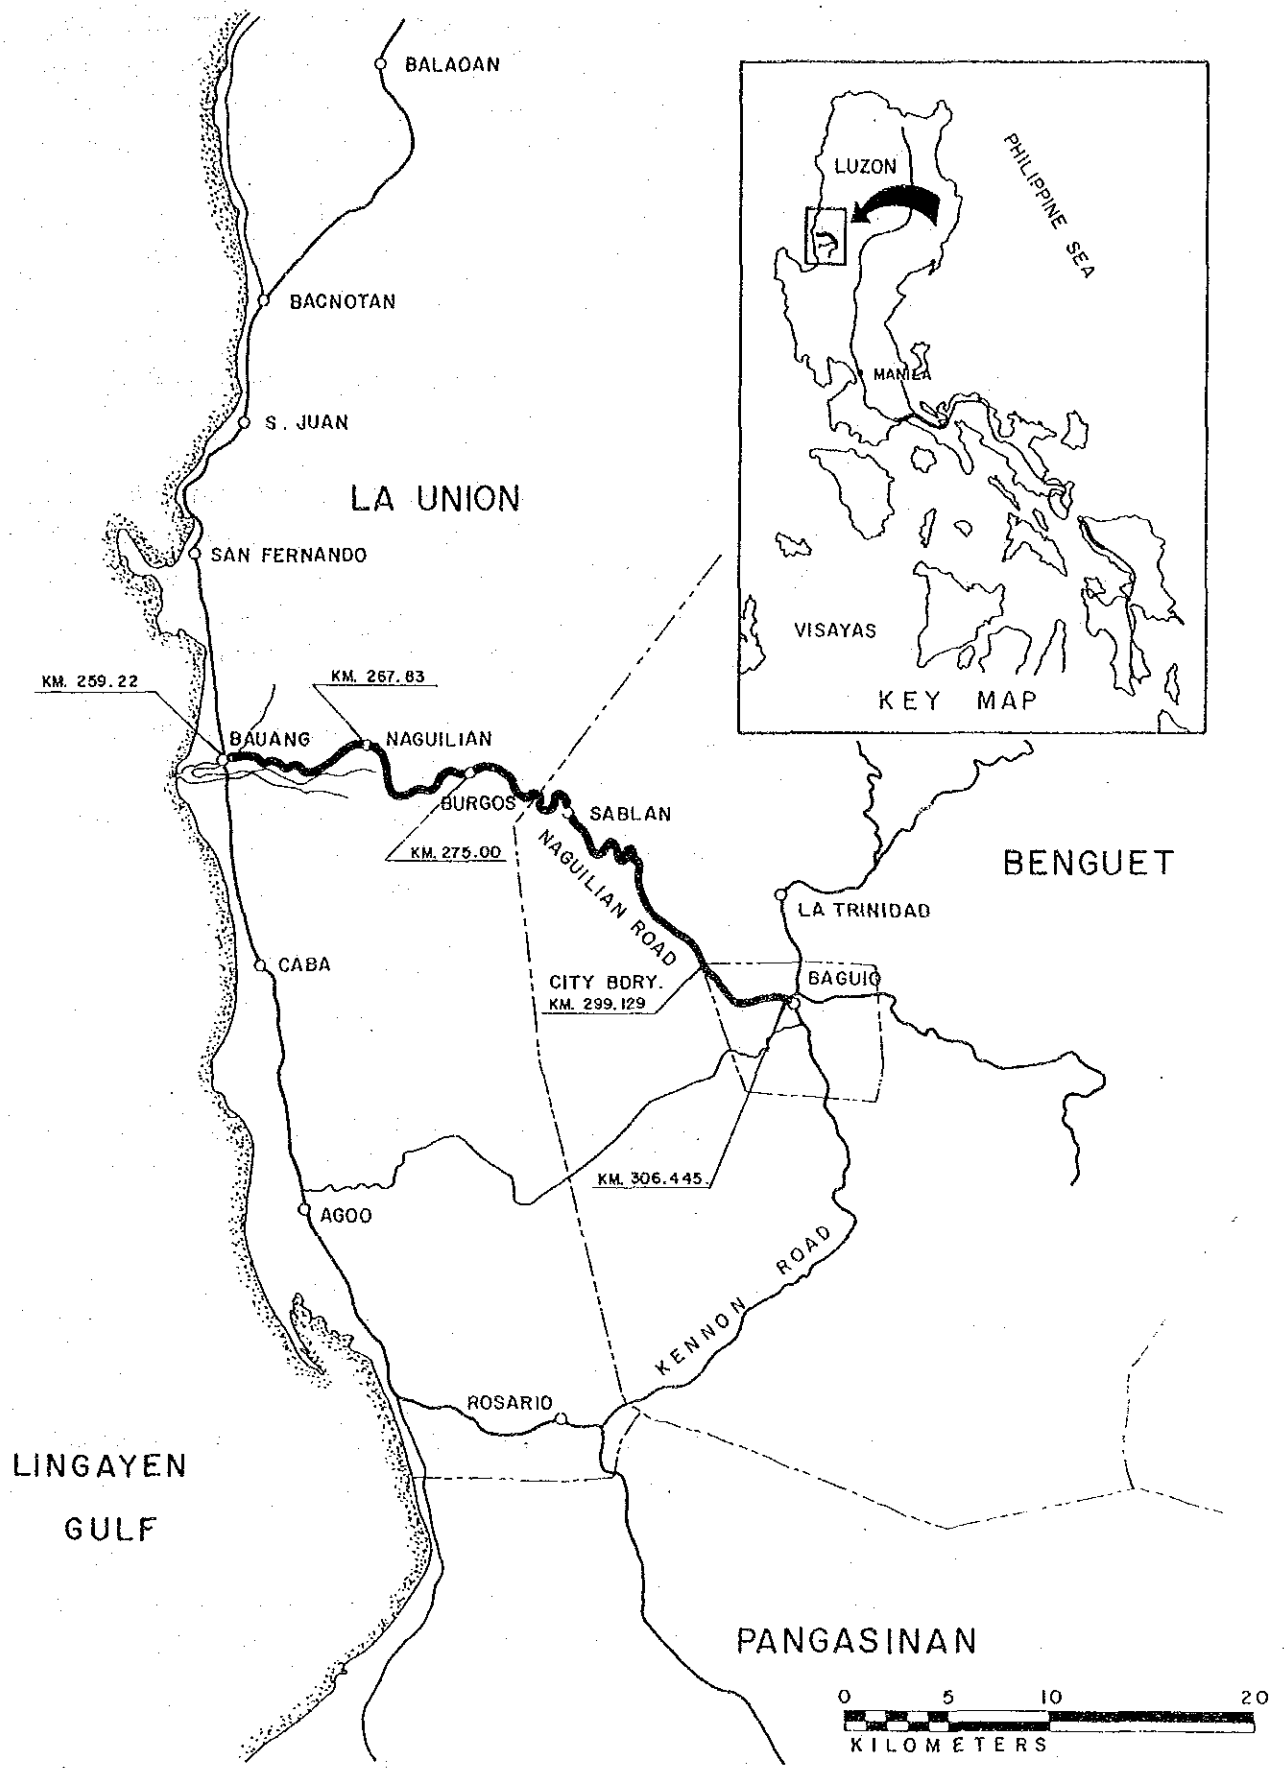 BALAOAN
LUZON
PHILIPPINE SEA
BACNOTAN
MANILA
S. JUAN
LA UNION
SAN FERNANDO
VISAYAS
KM. 259.22
KM. 267.83
KEY MAP
BAUANG
NAGUILIAN
BURGOS
SABLAN
KM. 275.00
NAGUILIAN ROAD
BENGUET
LA TRINIDAD
CABA
CITY BDRY.
KM. 299.129
BAGUIO
KM. 306.445.
AGOO
KENNON ROAD
ROSARIO
LINGAYEN
GULF
PANGASINAN
0 5 10 20
KILOMETERS